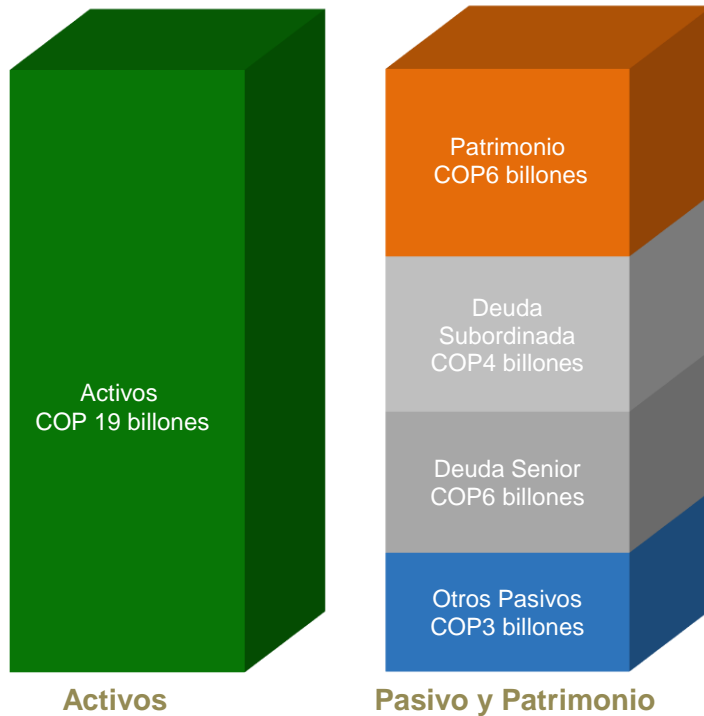 Activos
COP 19 billones
Patrimonio
COP6 billones
Deuda
Subordinada
COP4 billones
Deuda Senior
COP6 billones
Otros Pasivos
COP3 billones
Activos
Pasivo y Patrimonio